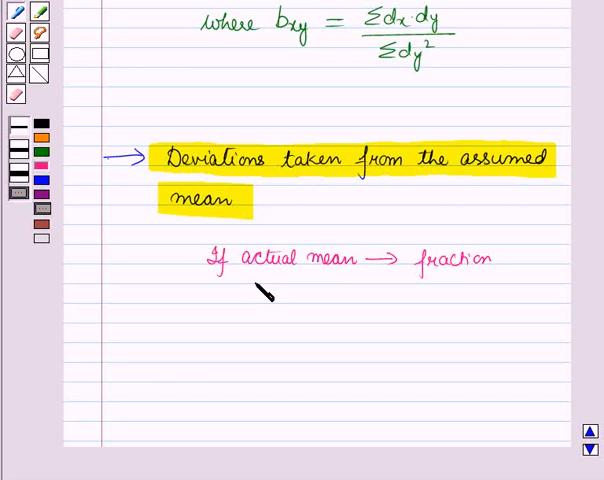 where bxy = Σdx·dy / Σdy²
→ Deviations taken from the assumed
mean
If actual mean → fraction